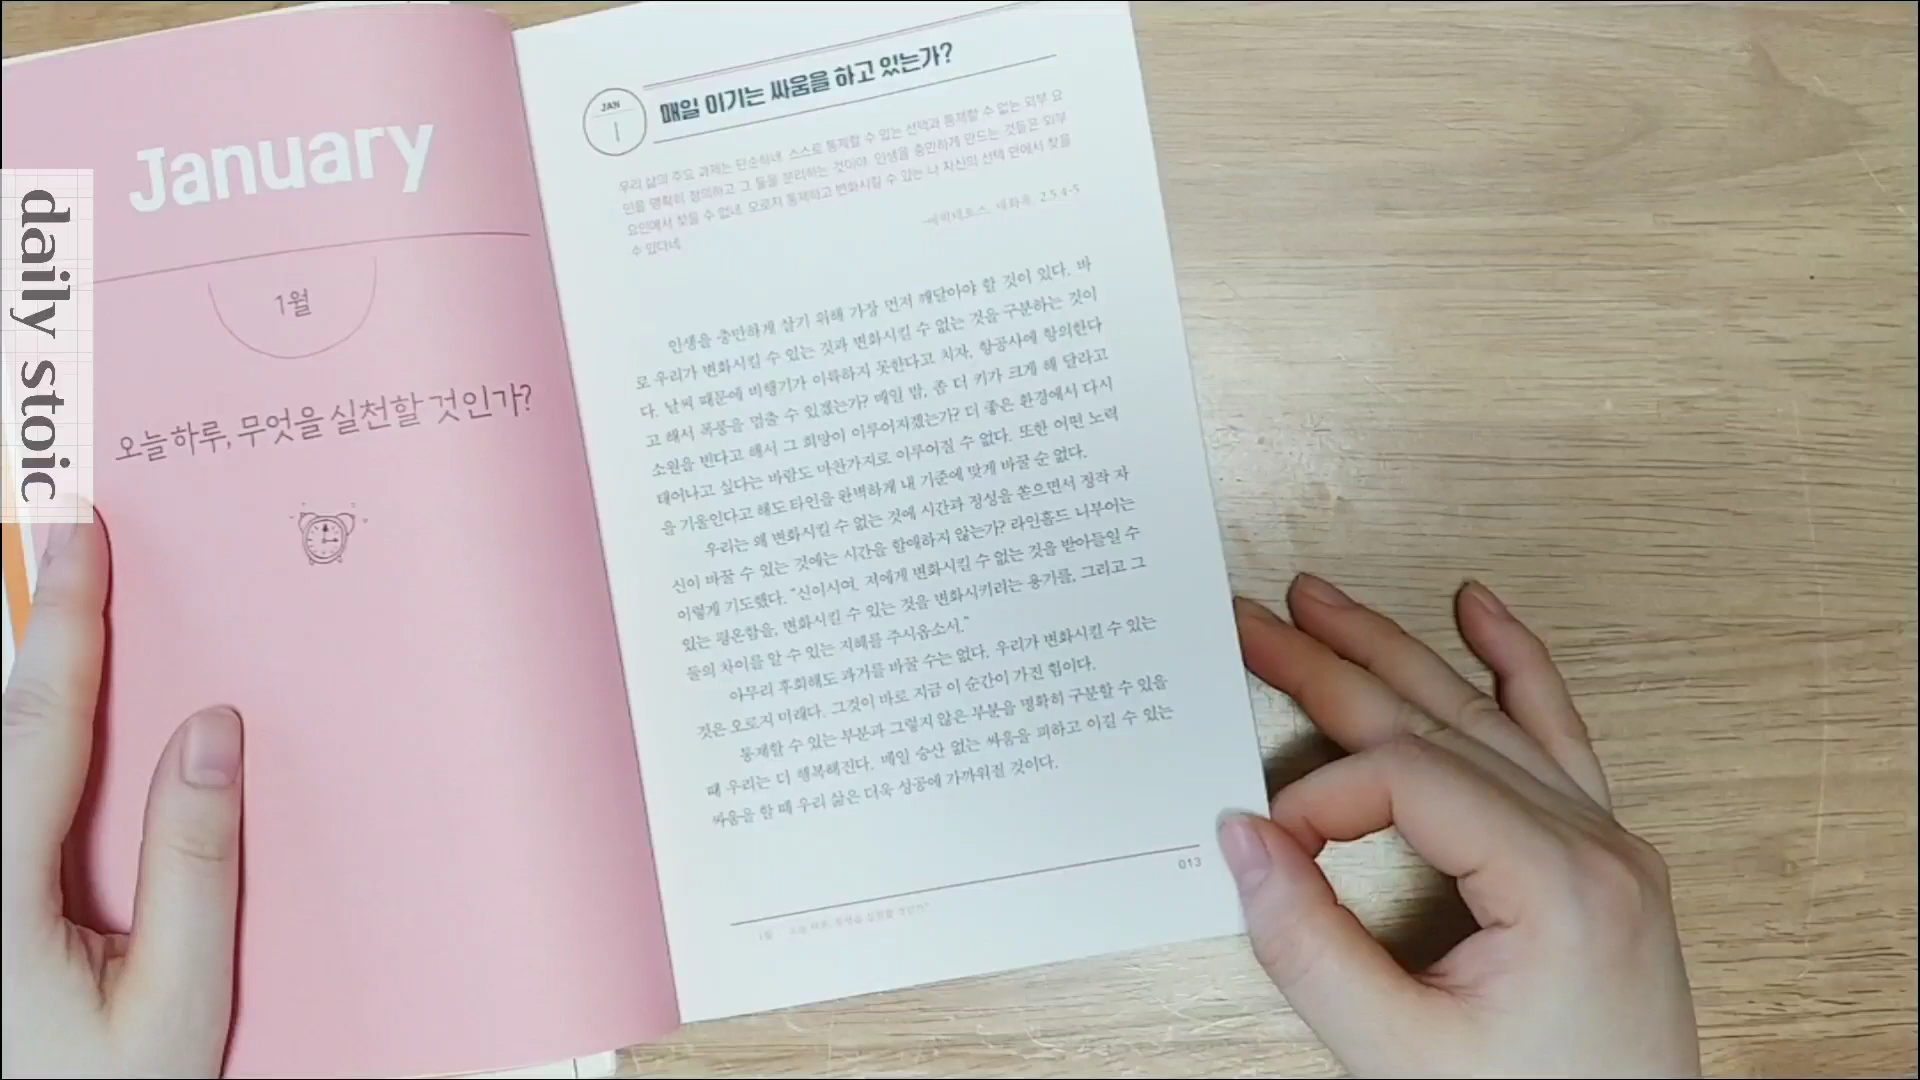 daily stoic
January
1월
오늘 하루, 무엇을 실천할 것인가?
JAN
1
매일 이기는 싸움을 하고 있는가?
우리 삶의 주요 과제는 단순하네. 스스로 통제할 수 있는 선택과 통제할 수 없는 외부 요
인을 명확히 정의하고 그 둘을 분리하는 것이야. 인생을 충만하게 만드는 것들은 외부
요인에서 찾을 수 없네. 오로지 통제하고 변화시킬 수 있는 나 자신의 선택 안에서 찾을
수 있다네.
-에픽테토스, 대화록, 2.5.4-5
인생을 충만하게 살기 위해 가장 먼저 깨달아야 할 것이 있다. 바
로 우리가 변화시킬 수 있는 것과 변화시킬 수 없는 것을 구분하는 것이
다. 날씨 때문에 비행기가 이륙하지 못한다고 치자. 항공사에 항의한다
고 해서 폭풍을 멈출 수 있겠는가? 매일 밤, 좀 더 키가 크게 해 달라고
소원을 빈다고 해서 그 희망이 이루어지겠는가? 더 좋은 환경에서 다시
태어나고 싶다는 바람도 마찬가지로 이루어질 수 없다. 또한 어떤 노력
을 기울인다고 해도 타인을 완벽하게 내 기준에 맞게 바꿀 순 없다.
우리는 왜 변화시킬 수 없는 것에 시간과 정성을 쏟으면서 정작 자
신이 바꿀 수 있는 것에는 시간을 할애하지 않는가? 라인홀드 니부어는
이렇게 기도했다. "신이시여, 저에게 변화시킬 수 없는 것을 받아들일 수
있는 평온함을, 변화시킬 수 있는 것을 변화시키려는 용기를, 그리고 그
둘의 차이를 알 수 있는 지혜를 주시옵소서."
아무리 후회해도 과거를 바꿀 수는 없다. 우리가 변화시킬 수 있는
것은 오로지 미래다. 그것이 바로 지금 이 순간이 가진 힘이다.
통제할 수 있는 부분과 그렇지 않은 부분을 명확히 구분할 수 있을
때 우리는 더 행복해진다. 매일 승산 없는 싸움을 피하고 이길 수 있는
싸움을 할 때 우리 삶은 더욱 성공에 가까워질 것이다.
013
1월 오늘 하루, 무엇을 실천할 것인가?